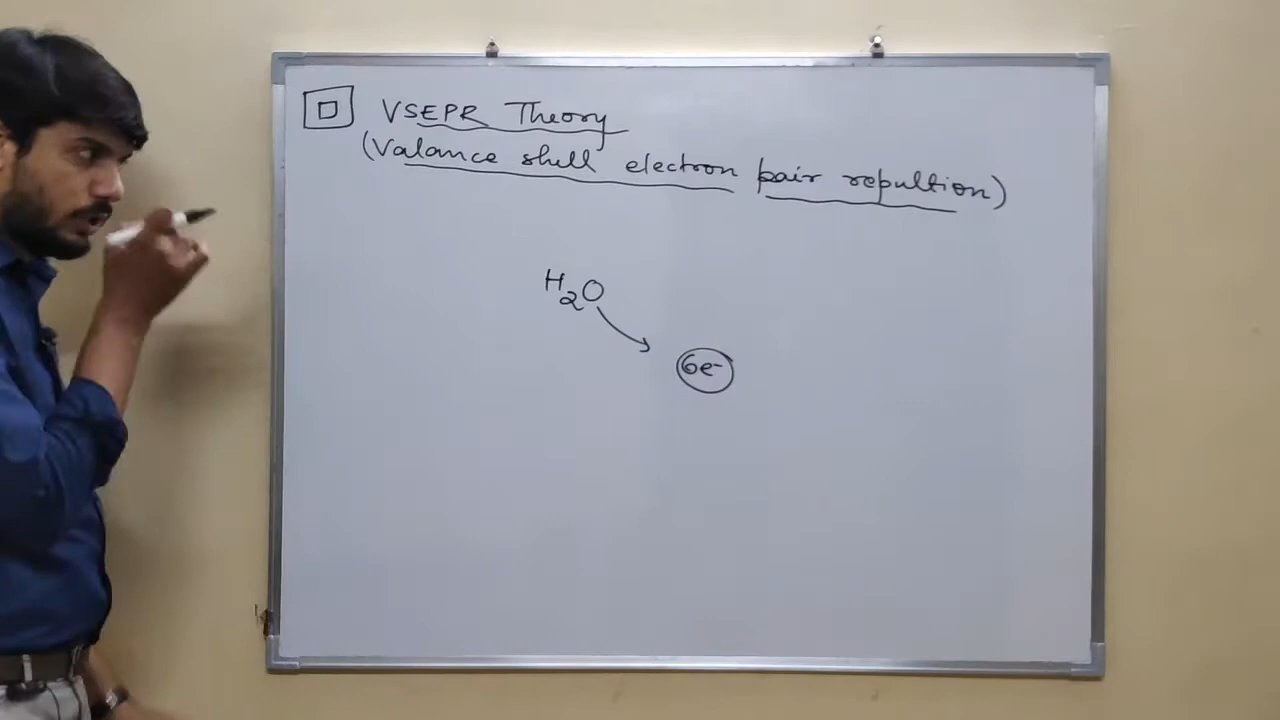 VSEPR Theory
(Valance shell electron pair repultion)
H₂O
6e⁻